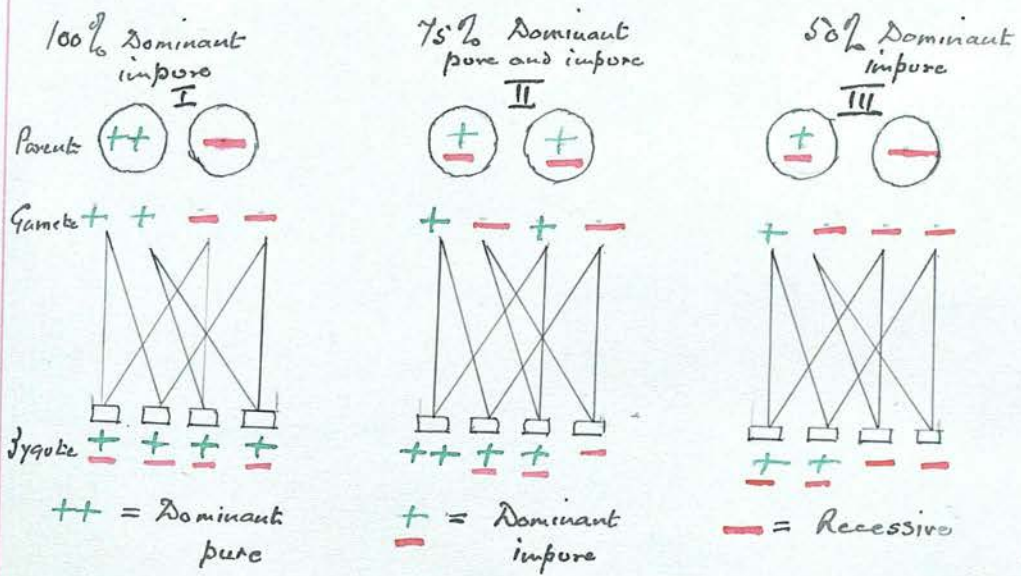 100% Dominant
impure
I
75% Dominant
pure and impure
II
50% Dominant
impure
III
Parents
++ −
+ − + −
+ − −
Gamete + + − −
+ − + −
+ − − −
Zygote
+ + + +
− − − −
++ + + −
− −
+ + − −
− −
++ = Dominant
pure
+ − = Dominant
impure
− = Recessive